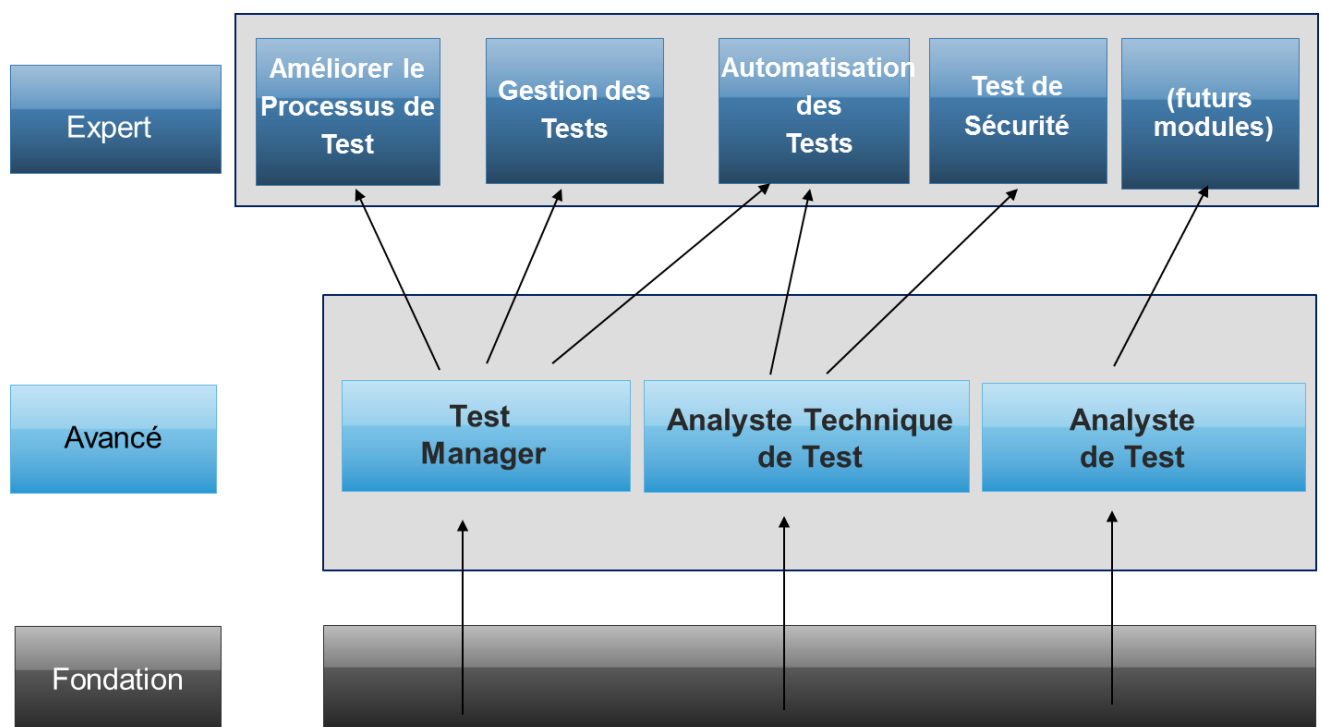 Expert
Améliorer le
Processus de
Test
Gestion des
Tests
Automatisation
des
Tests
Test de
Sécurité
(futurs
modules)
Avancé
Test
Manager
Analyste Technique
de Test
Analyste
de Test
Fondation